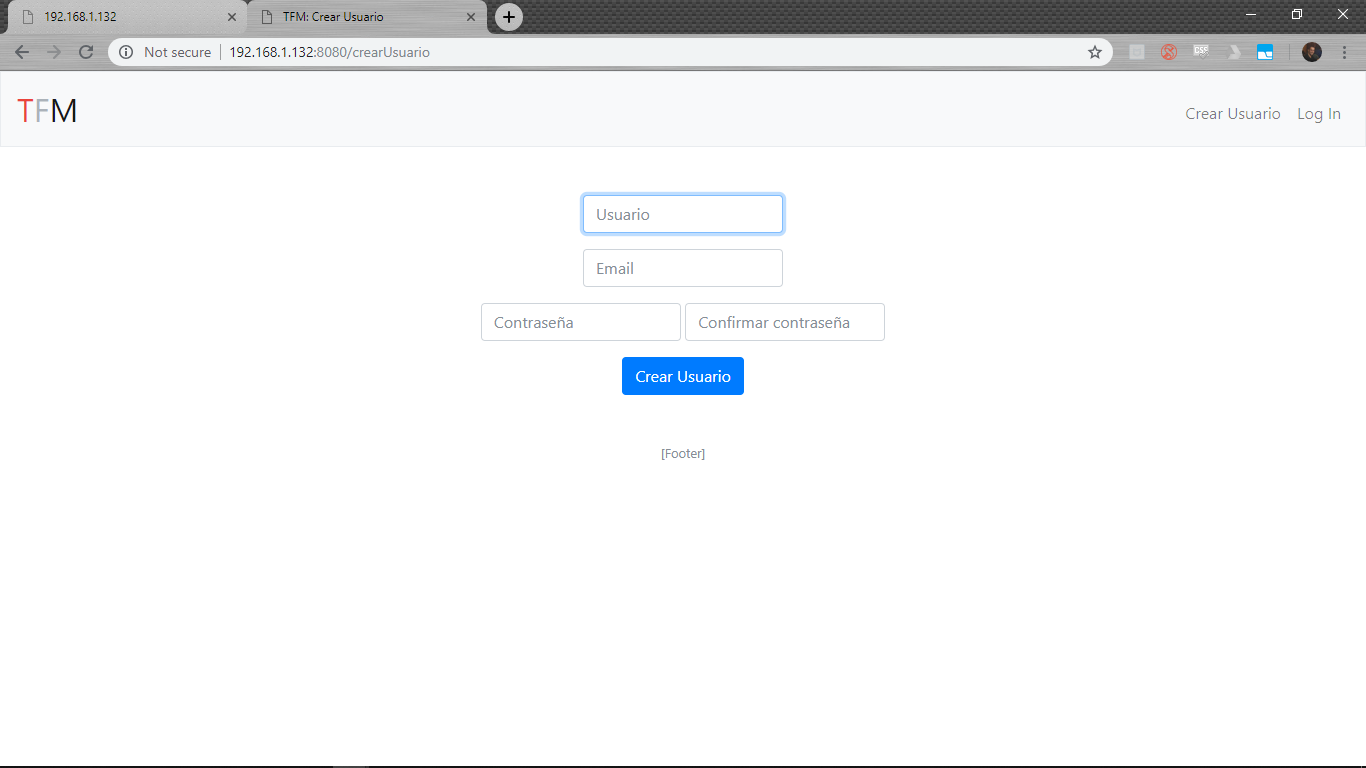 192.168.1.132
TFM: Crear Usuario
Not secure
192.168.1.132:8080/crearUsuario
CSF
TFM
Crear Usuario
Log In
Usuario
Email
Contraseña
Confirmar contraseña
Crear Usuario
[Footer]